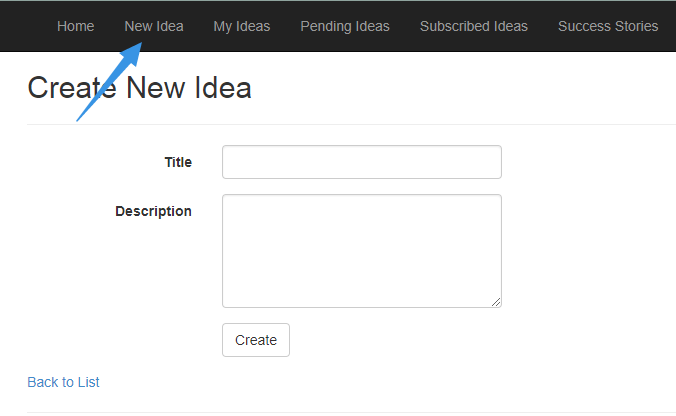 Home New Idea My Ideas Pending Ideas Subscribed Ideas Success Stories
Create New Idea
Title
Description
Create
Back to List